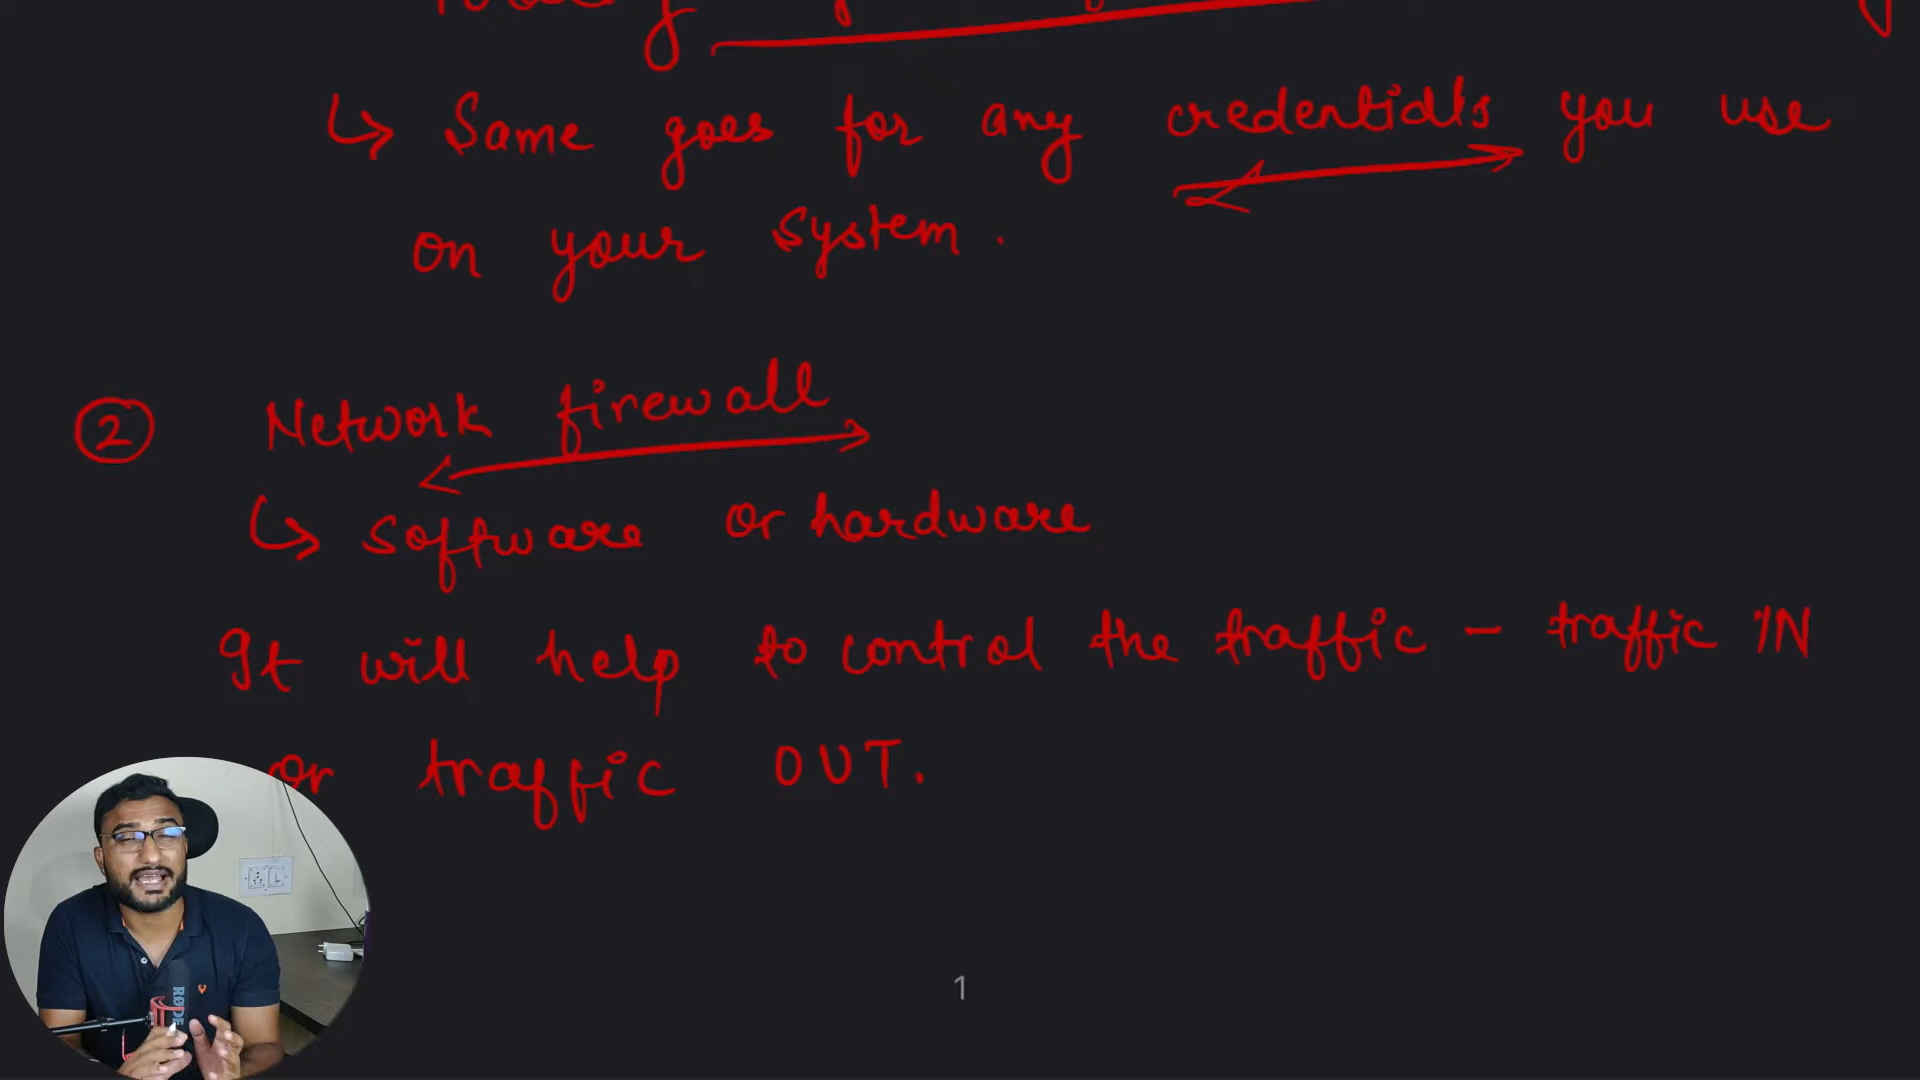 ↳ Same goes for any credentials you use
on your system.
② Network firewall
↳ software or hardware
It will help to control the traffic - traffic IN
or traffic OUT.
RØDE
1